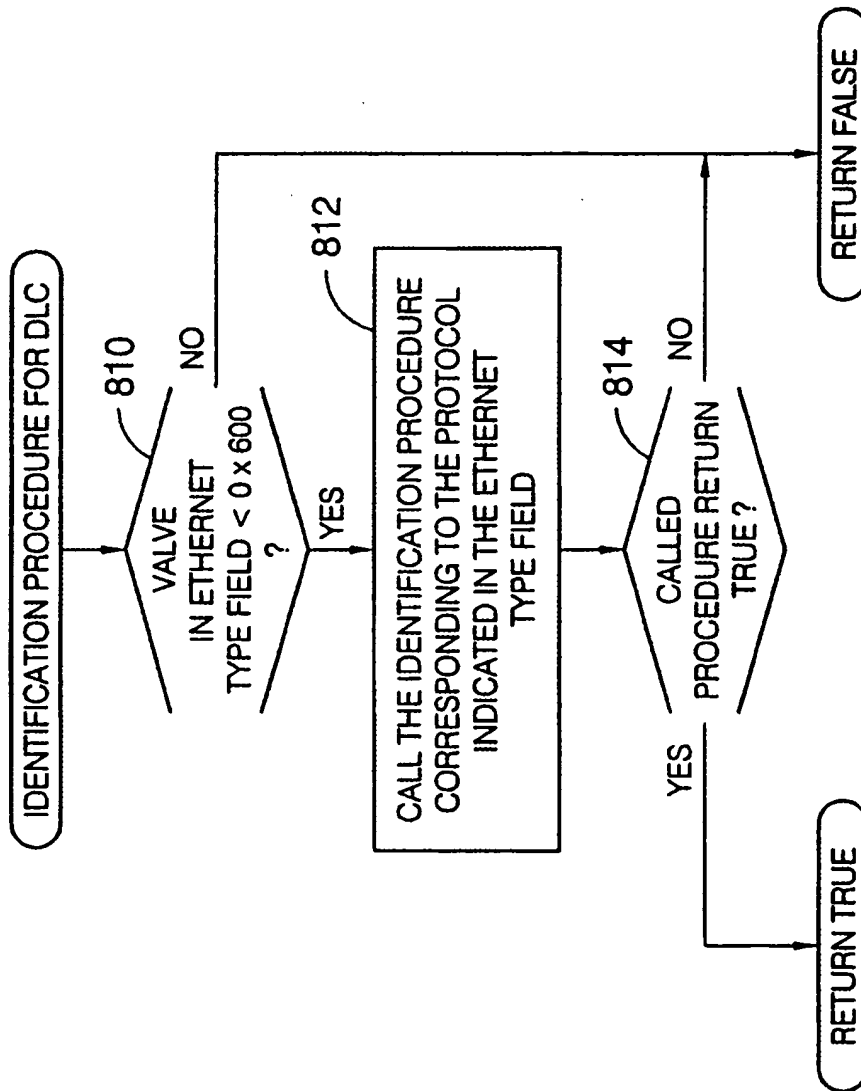 IDENTIFICATION PROCEDURE FOR DLC
810
VALVE
IN ETHERNET
TYPE FIELD < 0 x 600
?
NO
YES
812
CALL THE IDENTIFICATION PROCEDURE
CORRESPONDING TO THE PROTOCOL
INDICATED IN THE ETHERNET
TYPE FIELD
814
CALLED
PROCEDURE RETURN
TRUE ?
NO
YES
RETURN TRUE
RETURN FALSE